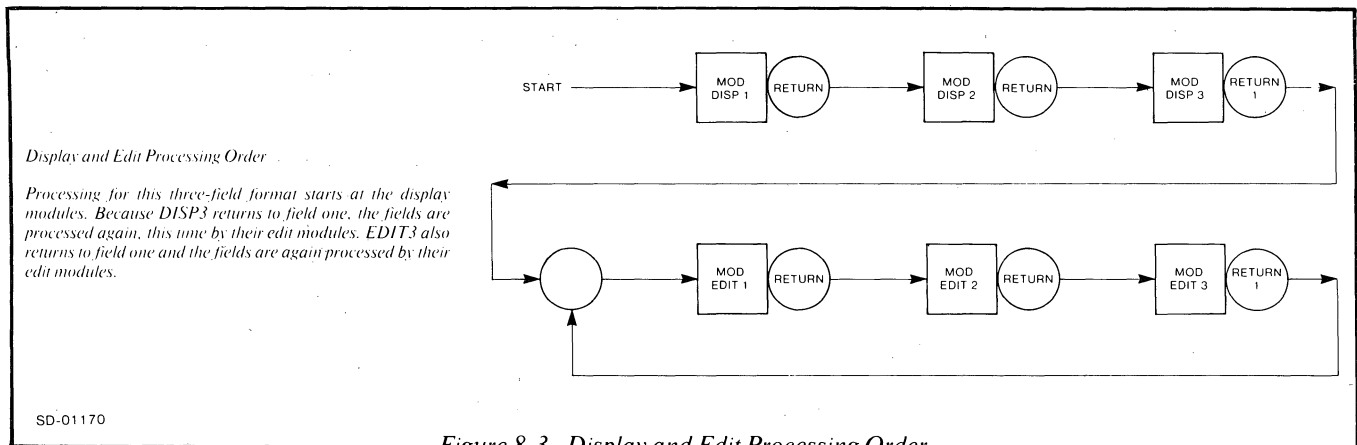 START
MOD
DISP 1
RETURN
MOD
DISP 2
RETURN
MOD
DISP 3
RETURN
1
Display and Edit Processing Order
Processing for this three-field format starts at the display
modules. Because DISP3 returns to field one, the fields are
processed again, this time by their edit modules. EDIT3 also
returns to field one and the fields are again processed by their
edit modules.
MOD
EDIT 1
RETURN
MOD
EDIT 2
RETURN
MOD
EDIT 3
RETURN
1
SD-01170
Figure 8-3. Display and Edit Processing Order